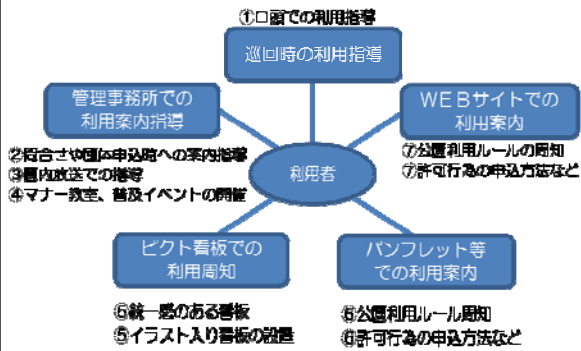 ①口頭での利用指導
巡回時の利用指導
管理事務所での
利用案内指導
②問合せや団体申込時への案内指導
③園内放送での指導
④マナー教室、普及イベントの開催
WEBサイトでの
利用案内
⑦公園利用ルールの周知
⑦許可行為の申込方法など
利用者
ピクト看板での
利用周知
⑤統一感のある看板
⑤イラスト入り看板の設置
パンフレット等
での利用案内
⑥公園利用ルール周知
⑥許可行為の申込方法など